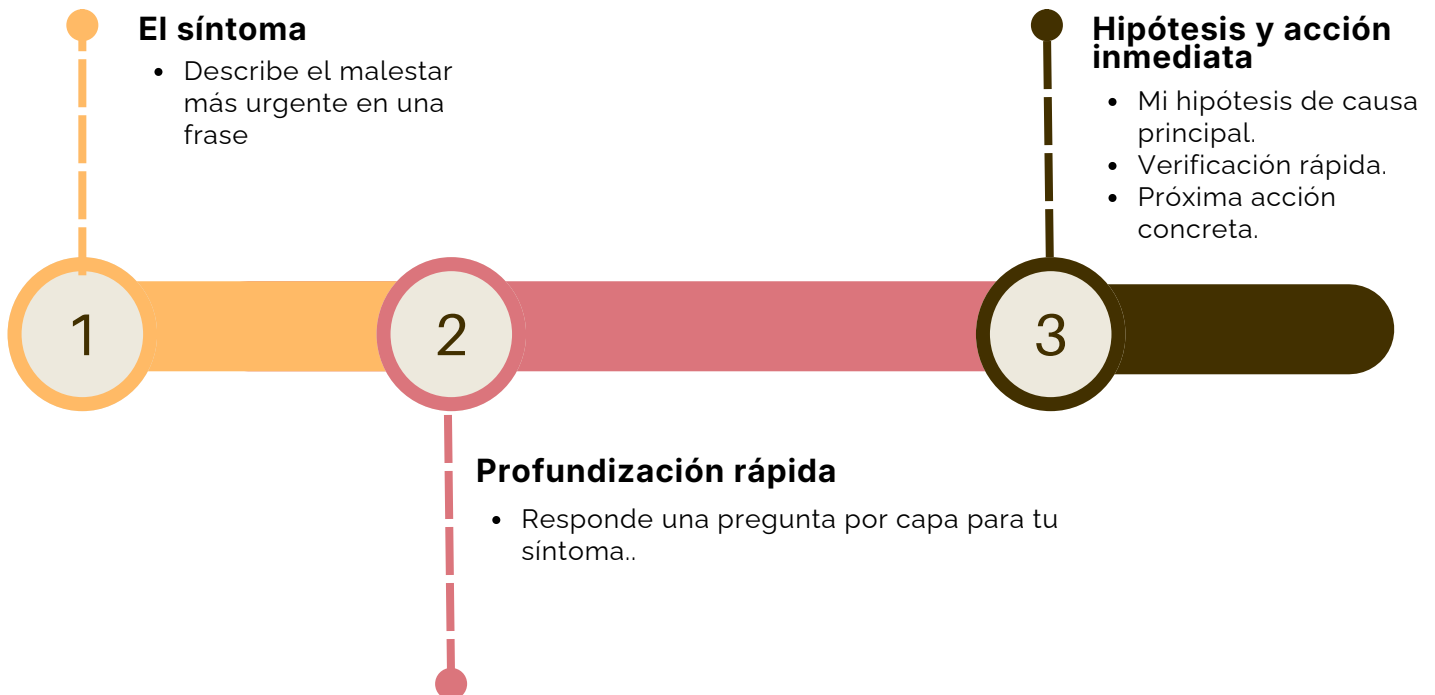 El síntoma
• Describe el malestar
más urgente en una
frase
1
2
Profundización rápida
• Responde una pregunta por capa para tu
síntoma..
3
Hipótesis y acción
inmediata
• Mi hipótesis de causa
principal.
• Verificación rápida.
• Próxima acción
concreta.